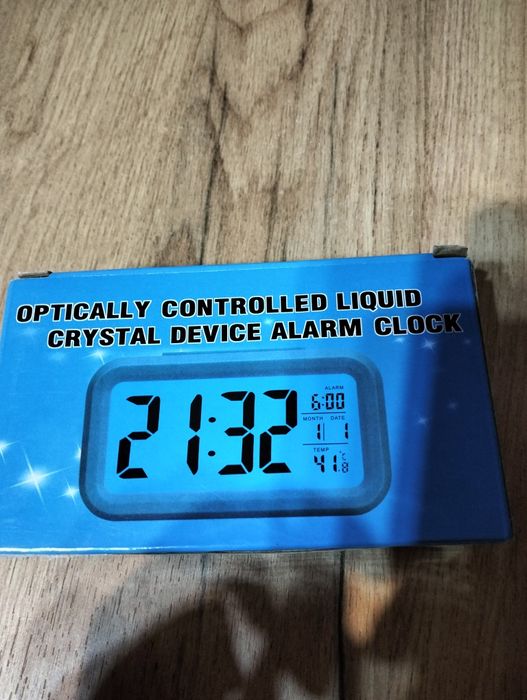 OPTICALLY CONTROLLED LIQUID
CRYSTAL DEVICE ALARM CLOCK
21:32
ALARM
6:00
MONTH DATE
1 1
TEMP
41.8 °C